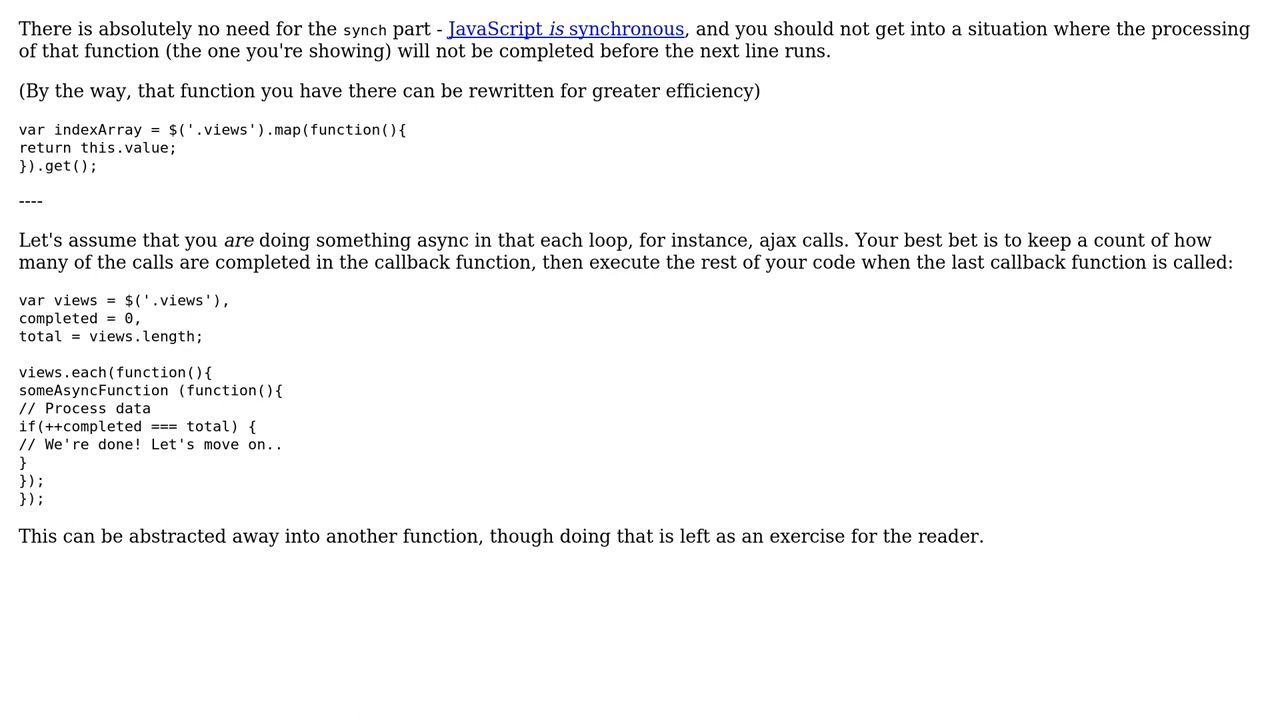 There is absolutely no need for the synch part - JavaScript is synchronous, and you should not get into a situation where the processing
of that function (the one you're showing) will not be completed before the next line runs.
(By the way, that function you have there can be rewritten for greater efficiency)
var indexArray = $('.views').map(function(){
return this.value;
}).get();
----
Let's assume that you are doing something async in that each loop, for instance, ajax calls. Your best bet is to keep a count of how
many of the calls are completed in the callback function, then execute the rest of your code when the last callback function is called:
var views = $('.views'),
completed = 0,
total = views.length;
views.each(function(){
someAsyncFunction (function(){
// Process data
if(++completed === total) {
// We're done! Let's move on..
}
});
});
This can be abstracted away into another function, though doing that is left as an exercise for the reader.